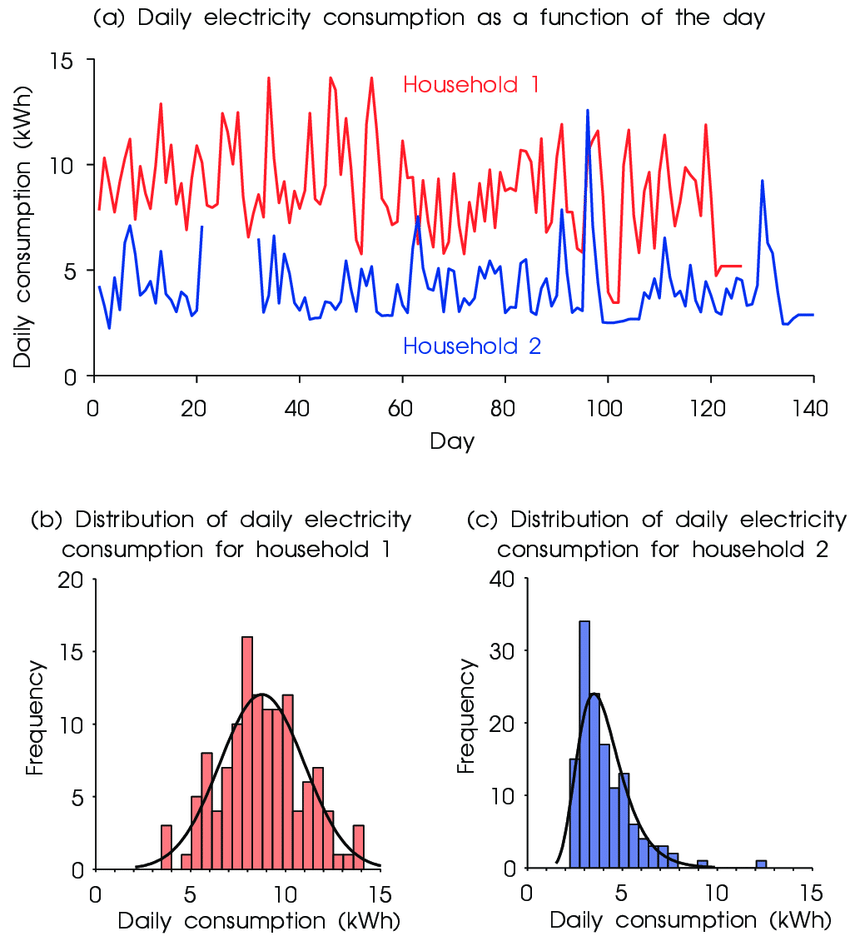 (a) Daily electricity consumption as a function of the day
15
10
5
0
Daily consumption (kWh)
Household 1
Household 2
0 20 40 60 80 100 120 140
Day
(b) Distribution of daily electricity
consumption for household 1
20
15
10
5
0
Frequency
0 5 10 15
Daily consumption (kWh)
(c) Distribution of daily electricity
consumption for household 2
40
30
20
10
0
Frequency
0 5 10 15
Daily consumption (kWh)